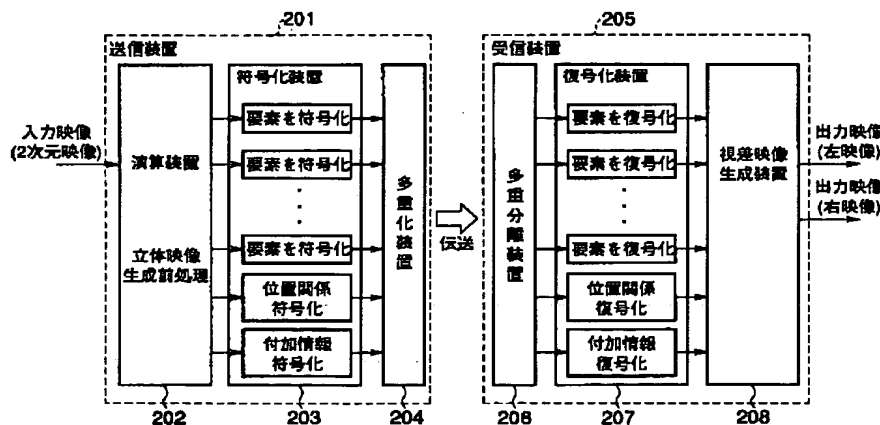 201
205
送信装置
受信装置
入力映像
(2次元映像)
演算装置
立体映像
生成前処理
符号化装置
要素を符号化
要素を符号化
要素を符号化
位置関係
符号化
付加情報
符号化
多重化装置
伝送
多重分離装置
復号化装置
要素を復号化
要素を復号化
要素を復号化
位置関係
復号化
付加情報
復号化
視差映像
生成装置
出力映像
(左映像)
出力映像
(右映像)
202
203
204
206
207
208